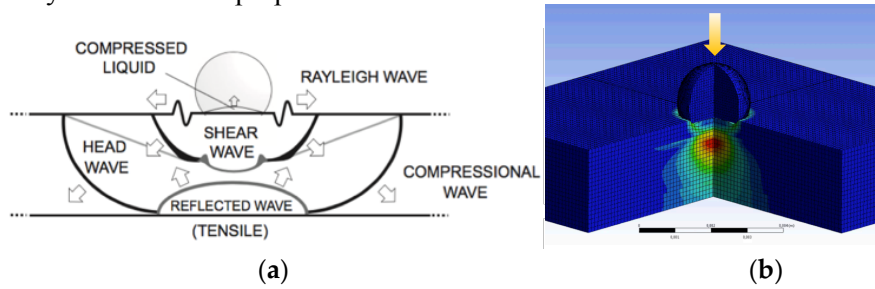 COMPRESSED
LIQUID
RAYLEIGH WAVE
SHEAR
WAVE
HEAD
WAVE
COMPRESSIONAL
WAVE
REFLECTED WAVE
(TENSILE)
(a)
(b)